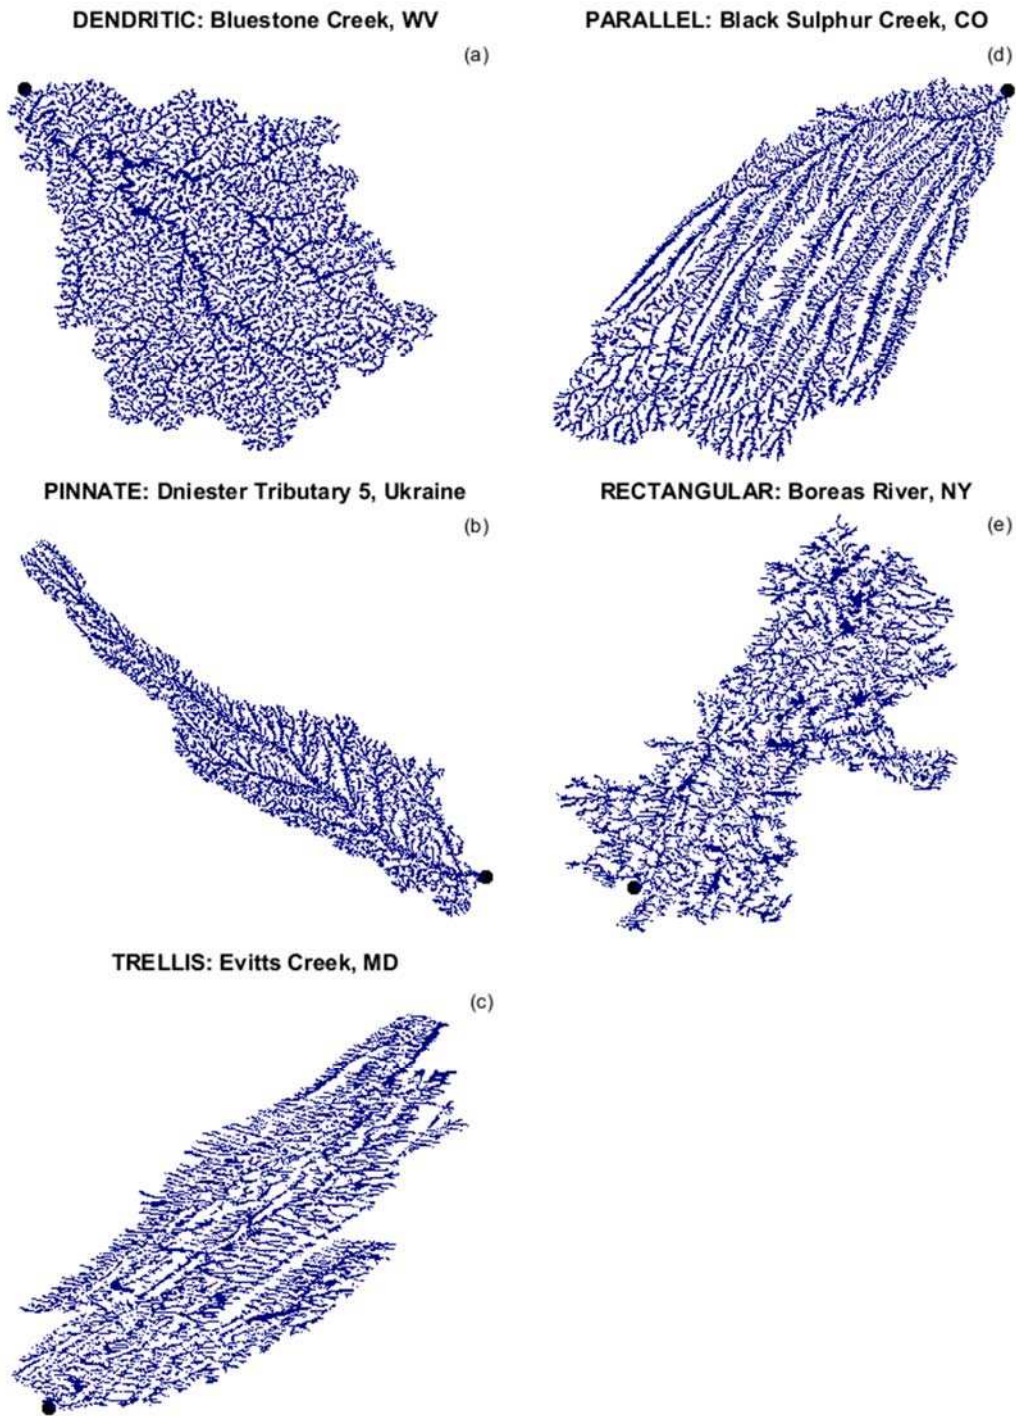 DENDRITIC: Bluestone Creek, WV
(a)
PARALLEL: Black Sulphur Creek, CO
(d)
PINNATE: Dniester Tributary 5, Ukraine
(b)
RECTANGULAR: Boreas River, NY
(e)
TRELLIS: Evitts Creek, MD
(c)